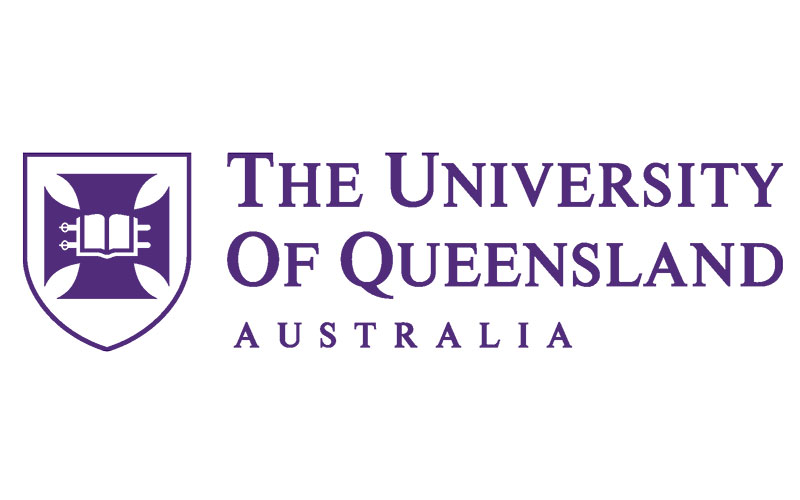 THE UNIVERSITY
OF QUEENSLAND
AUSTRALIA